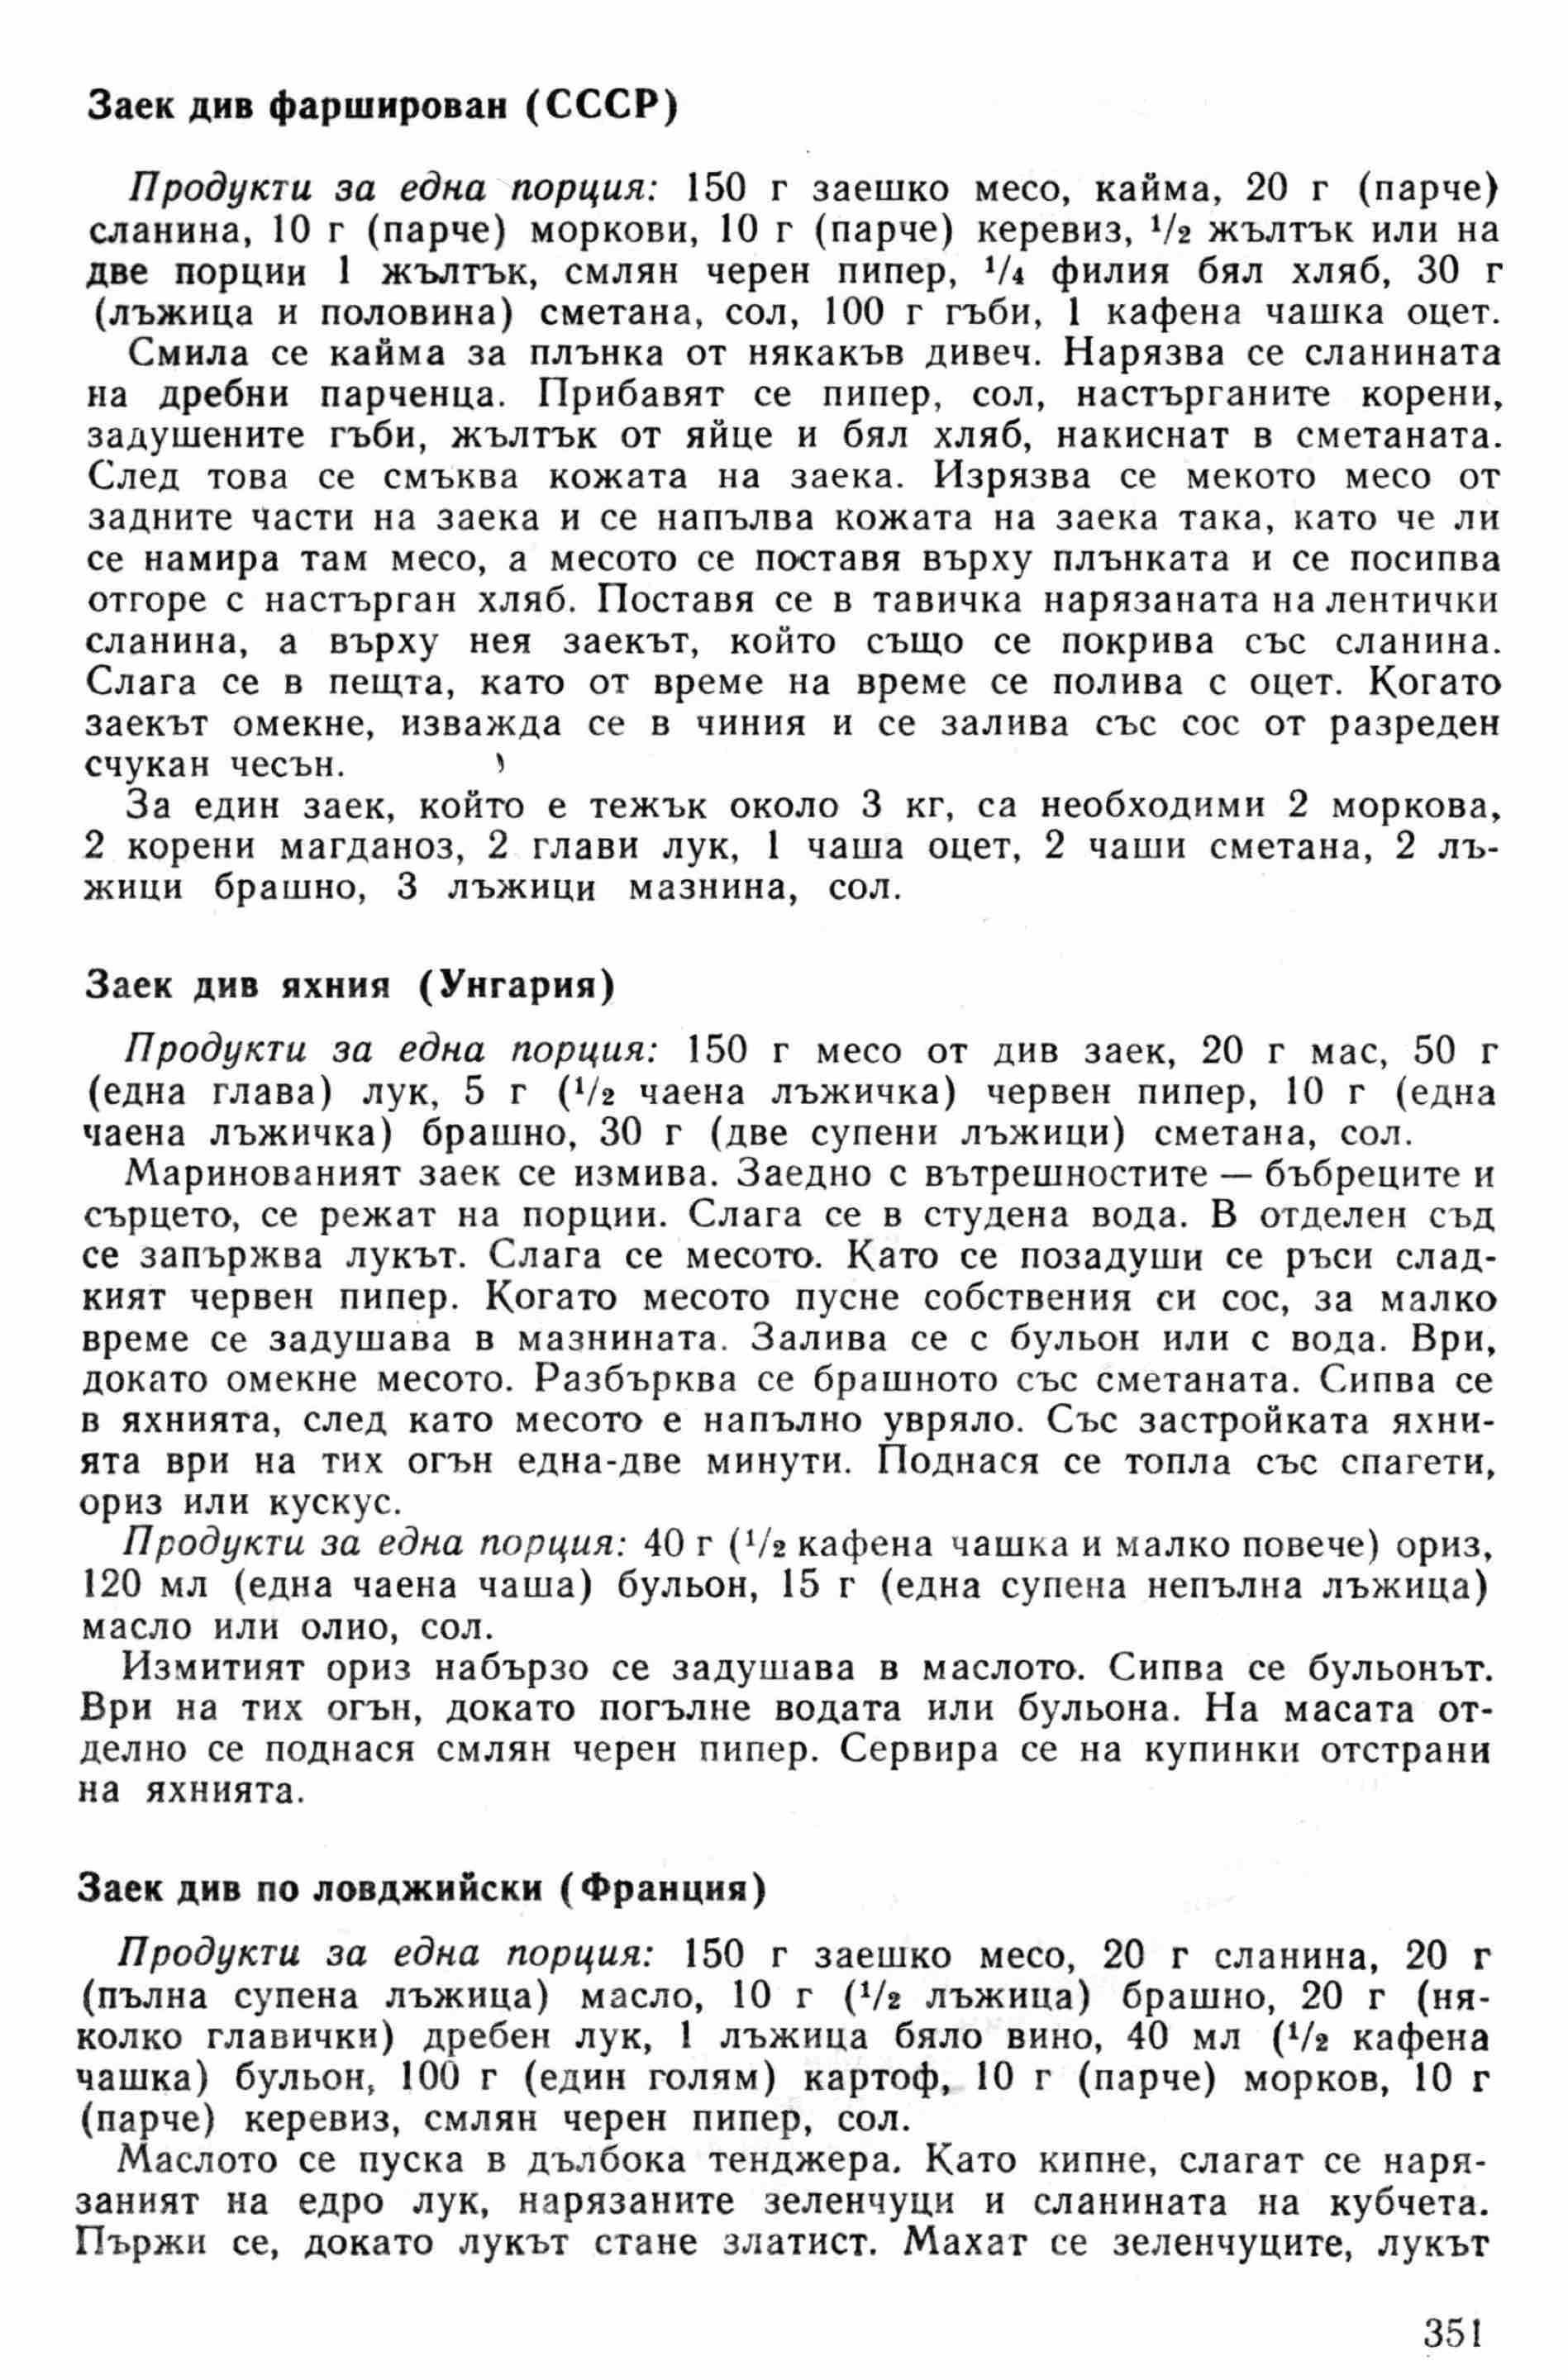 Заек див фарширован (СССР)
Продукти за една порция: 150 г заешко месо, кайма, 20 г (парче)
сланина, 10 г (парче) моркови, 10 г (парче) керевиз, ¹/₂ жълтък или на
две порции 1 жълтък, смлян черен пипер, ¹/₄ филия бял хляб, 30 г
(лъжица и половина) сметана, сол, 100 г гъби, 1 кафена чашка оцет.
Смила се кайма за плънка от някакъв дивеч. Нарязва се сланината
на дребни парченца. Прибавят се пипер, сол, настърганите корени,
задушените гъби, жълтък от яйце и бял хляб, накиснат в сметаната.
След това се смъква кожата на заека. Изрязва се мекото месо от
задните части на заека и се напълва кожата на заека така, като че ли
се намира там месо, а месото се поставя върху плънката и се посипва
отгоре с настърган хляб. Поставя се в тавичка нарязаната на лентички
сланина, а върху нея заекът, който също се покрива със сланина.
Слага се в пещта, като от време на време се полива с оцет. Когато
заекът омекне, изважда се в чиния и се залива със сос от разреден
счукан чесън.
За един заек, който е тежък около 3 кг, са необходими 2 моркова,
2 корени магданоз, 2 глави лук, 1 чаша оцет, 2 чаши сметана, 2 лъ-
жици брашно, 3 лъжици мазнина, сол.
Заек див яхния (Унгария)
Продукти за една порция: 150 г месо от див заек, 20 г мас, 50 г
(една глава) лук, 5 г (¹/₂ чаена лъжичка) червен пипер, 10 г (една
чаена лъжичка) брашно, 30 г (две супени лъжици) сметана, сол.
Маринованият заек се измива. Заедно с вътрешностите — бъбреците и
сърцето, се режат на порции. Слага се в студена вода. В отделен съд
се запържва лукът. Слага се месото. Като се позадуши се ръси слад-
кият червен пипер. Когато месото пусне собствения си сос, за малко
време се задушава в мазнината. Залива се с бульон или с вода. Ври,
докато омекне месото. Разбърква се брашното със сметаната. Сипва се
в яхнията, след като месото е напълно увряло. Със застройката яхни-
ята ври на тих огън една-две минути. Поднася се топла със спагети,
ориз или кускус.
Продукти за една порция: 40 г (¹/₂ кафена чашка и малко повече) ориз,
120 мл (една чаена чаша) бульон, 15 г (една супена непълна лъжица)
масло или олио, сол.
Измитият ориз набързо се задушава в маслото. Сипва се бульонът.
Ври на тих огън, докато погълне водата или бульона. На масата от-
делно се поднася смлян черен пипер. Сервира се на купинки отстрани
на яхнията.
Заек див по ловджийски (Франция)
Продукти за една порция: 150 г заешко месо, 20 г сланина, 20 г
(пълна супена лъжица) масло, 10 г (¹/₂ лъжица) брашно, 20 г (ня-
колко главички) дребен лук, 1 лъжица бяло вино, 40 мл (¹/₂ кафена
чашка) бульон, 100 г (един голям) картоф, 10 г (парче) морков, 10 г
(парче) керевиз, смлян черен пипер, сол.
Маслото се пуска в дълбока тенджера. Като кипне, слагат се наря-
заният на едро лук, нарязаните зеленчуци и сланината на кубчета.
Пържи се, докато лукът стане златист. Махат се зеленчуците, лукът
351